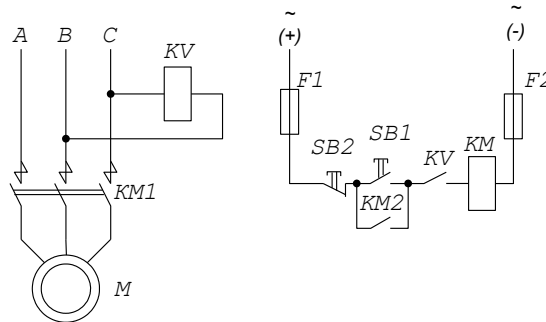 A B C
KV
KM1
M
~ ~
(+) (-)
F1 F2
SB2 SB1 KV KM
KM2